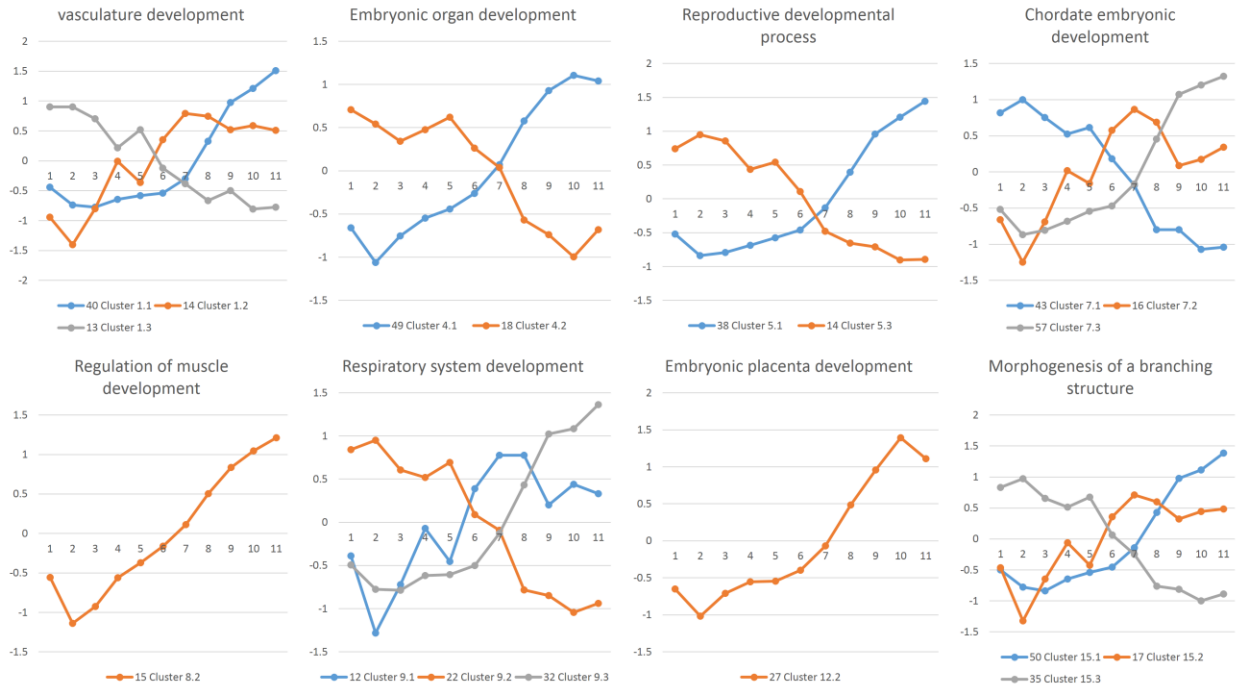 vasculature development
2
1.5
1
0.5
0
-0.5
-1
-1.5
-2
1 2 3 4 5 6 7 8 9 10 11
40 Cluster 1.1 14 Cluster 1.2
13 Cluster 1.3
Embryonic organ development
1.5
1
0.5
0
-0.5
-1
-1.5
1 2 3 4 5 6 7 8 9 10 11
49 Cluster 4.1 18 Cluster 4.2
Reproductive developmental
process
2
1.5
1
0.5
0
-0.5
-1
-1.5
1 2 3 4 5 6 7 8 9 10 11
38 Cluster 5.1 14 Cluster 5.3
Chordate embryonic
development
1.5
1
0.5
0
-0.5
-1
-1.5
1 2 3 4 5 6 7 8 9 10 11
43 Cluster 7.1 16 Cluster 7.2
57 Cluster 7.3
Regulation of muscle
development
1.5
1
0.5
0
-0.5
-1
-1.5
1 2 3 4 5 6 7 8 9 10 11
15 Cluster 8.2
Respiratory system development
1.5
1
0.5
0
-0.5
-1
-1.5
1 2 3 4 5 6 7 8 9 10 11
12 Cluster 9.1 22 Cluster 9.2 32 Cluster 9.3
Embryonic placenta development
1.5
1
0.5
0
-0.5
-1
-1.5
1 2 3 4 5 6 7 8 9 10 11
27 Cluster 12.2
Morphogenesis of a branching
structure
2
1.5
1
0.5
0
-0.5
-1
-1.5
1 2 3 4 5 6 7 8 9 10 11
50 Cluster 15.1 17 Cluster 15.2
35 Cluster 15.3